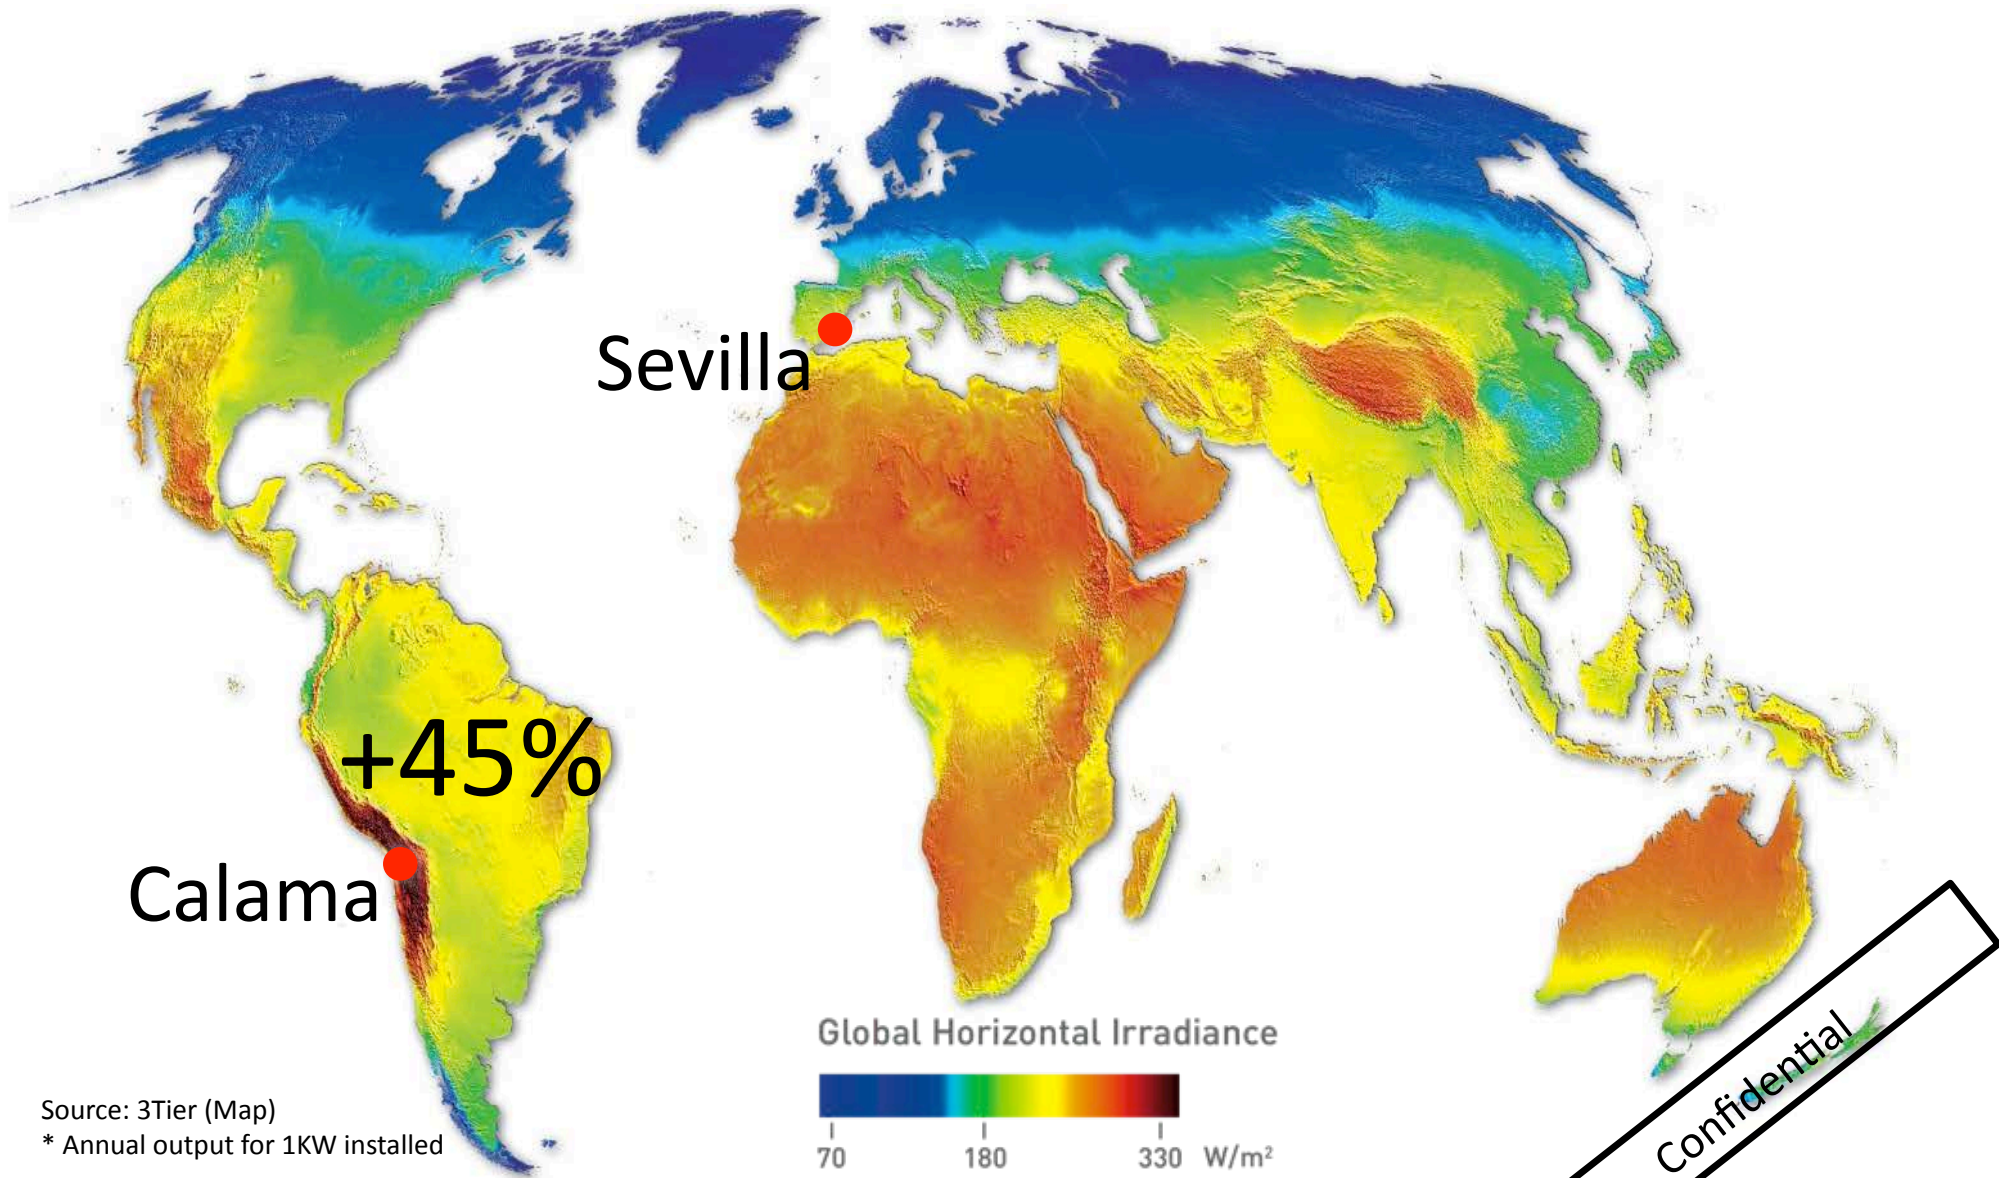 Sevilla
+45%
Calama
Global Horizontal Irradiance
70 180 330 W/m²
Source: 3Tier (Map)
* Annual output for 1KW installed
Confidential